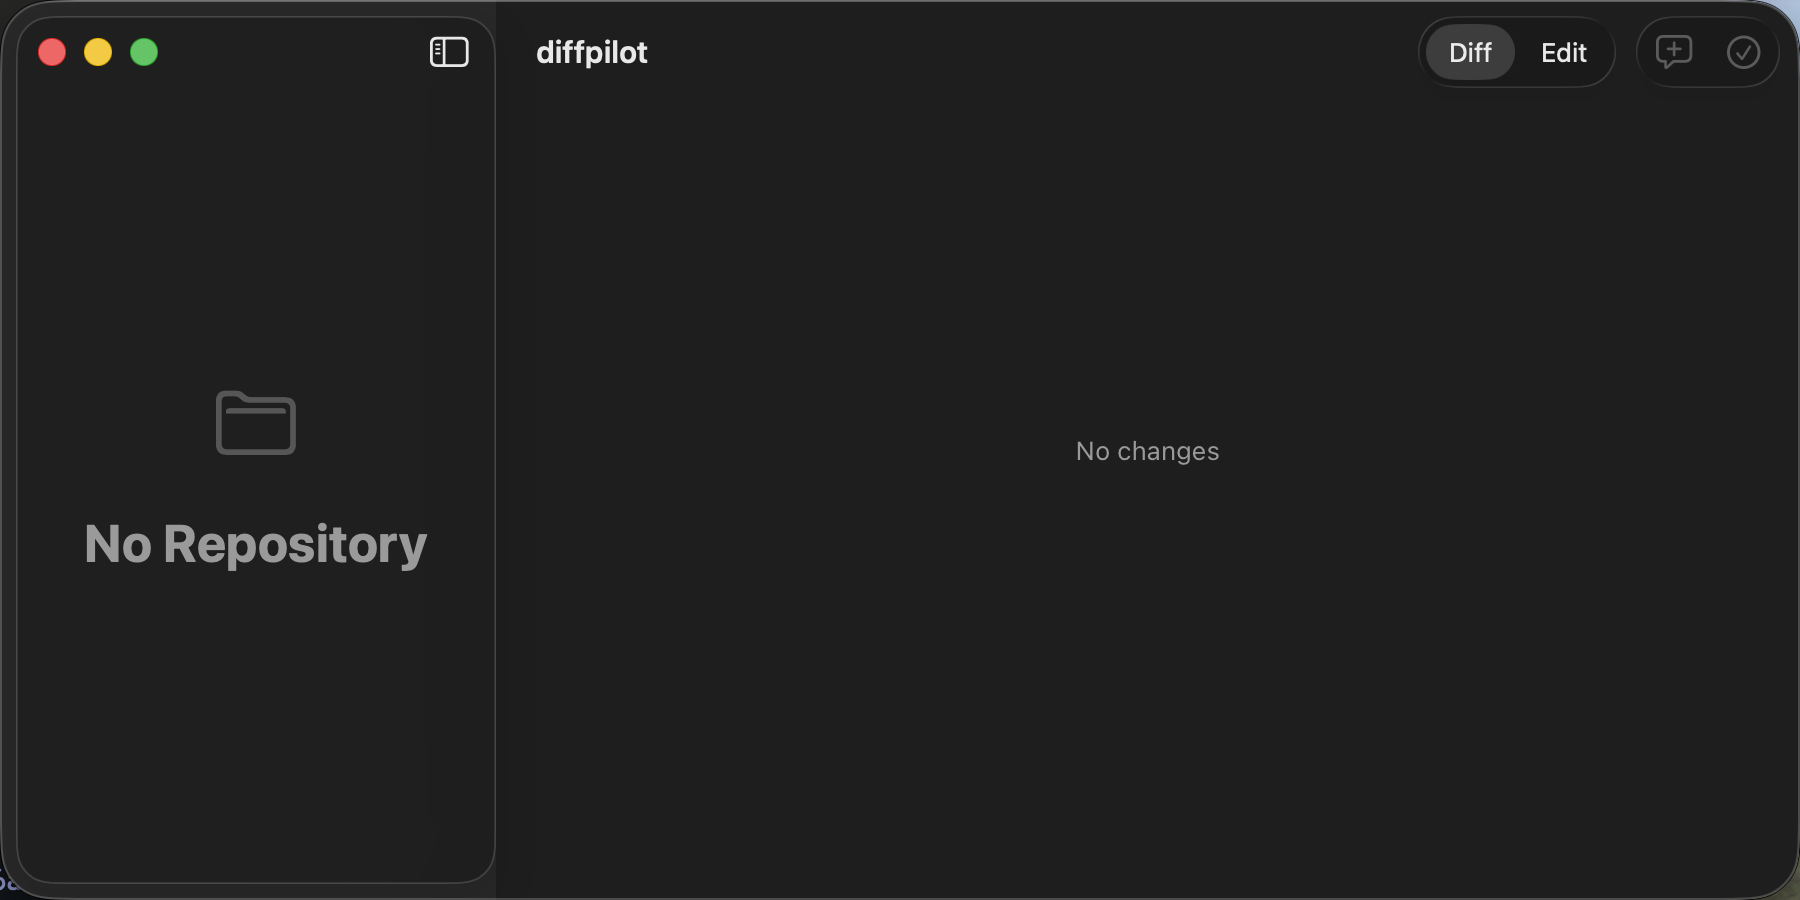 diffpilot
Diff
Edit
No Repository
No changes